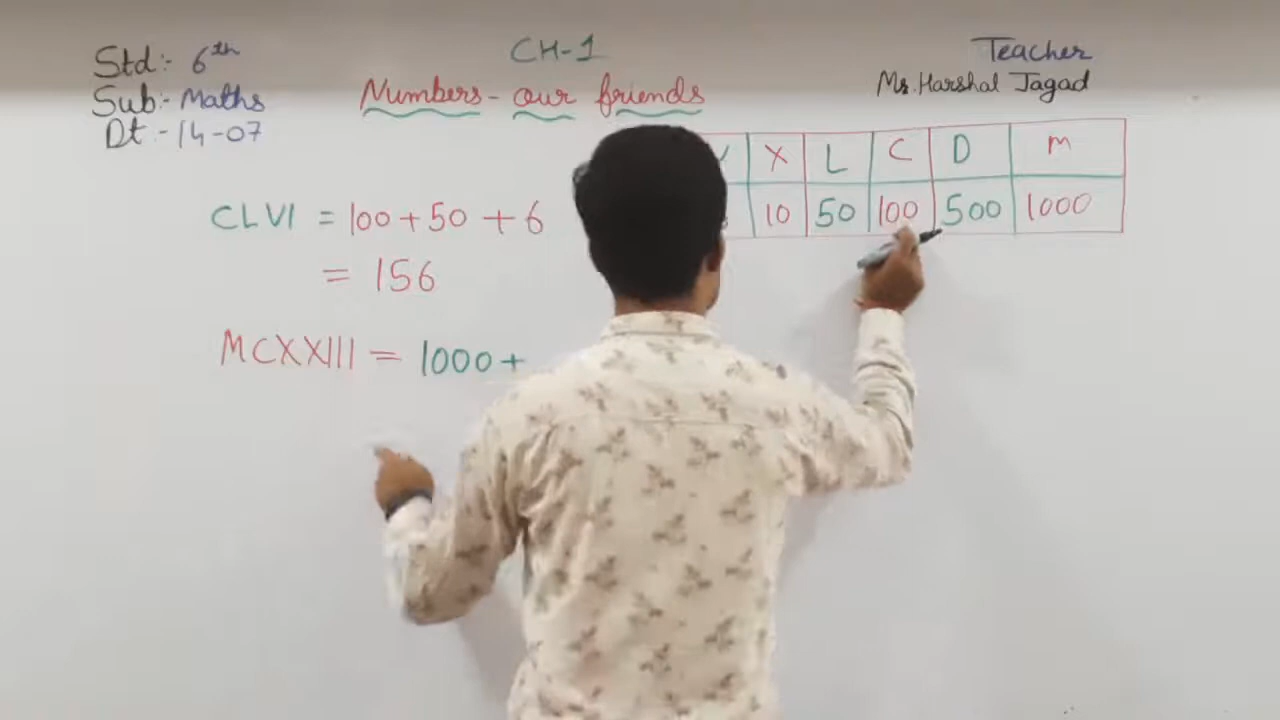 Std:- 6th
Sub:- Maths
Dt:- 14-07
CH-1
Numbers - our friends
Teacher
Mr. Harshal Jagad
X L C D M
10 50 100 500 1000
CLVI = 100 + 50 + 6
= 156
MCXXIII = 1000 +